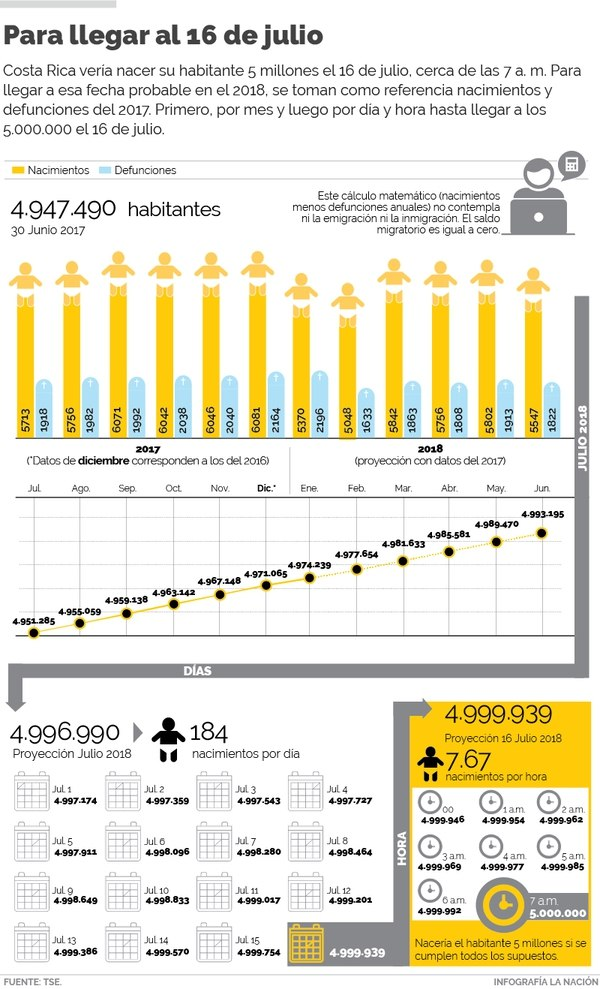 Para llegar al 16 de julio
Costa Rica vería nacer su habitante 5 millones el 16 de julio, cerca de las 7 a. m. Para
llegar a esa fecha probable en el 2018, se toman como referencia nacimientos y
defunciones del 2017. Primero, por mes y luego por día y hora hasta llegar a los
5.000.000 el 16 de julio.
Nacimientos Defunciones
4.947.490 habitantes
30 Junio 2017
Este cálculo matemático (nacimientos
menos defunciones anuales) no contempla
ni la emigración ni la inmigración. El saldo
migratorio es igual a cero.
5713 1918 5756 1982 6071 1992 6042 2038 6046 2040 6081 2164 5370 2196 5048 1633 5842 1863 5756 1808 5802 1913 5547 1822
JULIO 2018
2017 2018
(*Datos de diciembre corresponden a los del 2016) (proyección con datos del 2017)
Jul. Ago. Sep. Oct. Nov. Dic.* Ene. Feb. Mar. Abr. May. Jun.
4.951.285 4.955.059 4.959.138 4.963.142 4.967.148 4.971.065 4.974.239 4.977.654 4.981.633 4.985.581 4.989.470 4.993.195
DÍAS
4.996.990 184
Proyección Julio 2018 nacimientos por día
Jul. 1 Jul. 2 Jul. 3 Jul. 4
4.997.174 4.997.359 4.997.543 4.997.727
Jul. 5 Jul. 6 Jul. 7 Jul. 8
4.997.911 4.998.096 4.998.280 4.998.464
Jul. 9 Jul. 10 Jul. 11 Jul. 12
4.998.649 4.998.833 4.999.017 4.999.201
Jul. 13 Jul. 14 Jul. 15
4.999.386 4.999.570 4.999.754 4.999.939
HORA
4.999.939
Proyección 16 Julio 2018
7.67
nacimientos por hora
00 1 a.m. 2 a.m.
4.999.946 4.999.954 4.999.962
3 a.m. 4 a.m. 5 a.m.
4.999.969 4.999.977 4.999.985
6 a.m. 7 a.m.
4.999.992 5.000.000
Nacería el habitante 5 millones si se
cumplen todos los supuestos.
FUENTE: TSE. INFOGRAFÍA LA NACIÓN